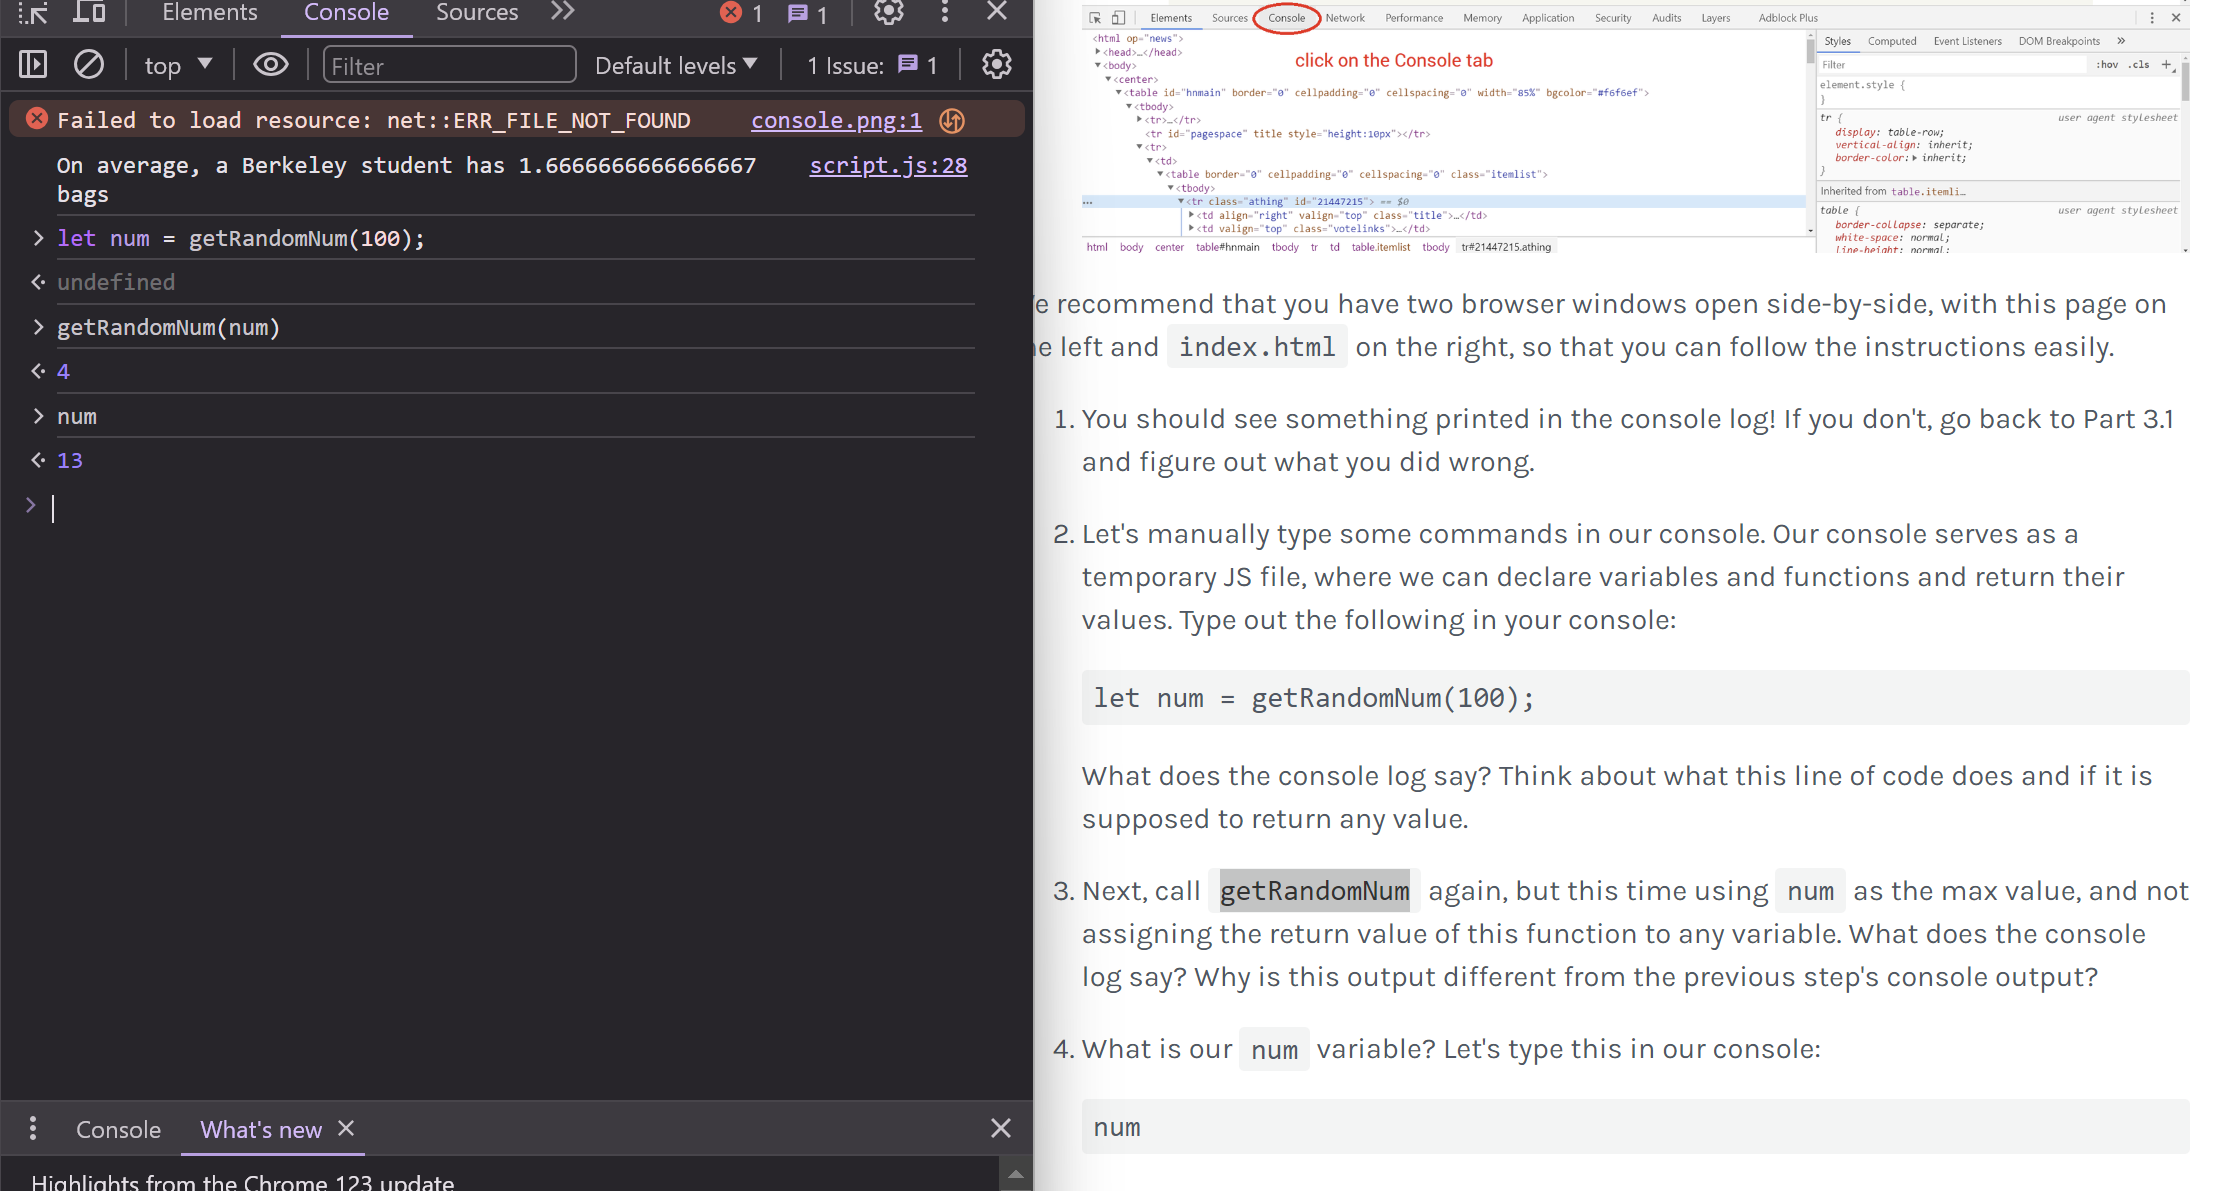 Elements Console Sources 1 1
top Filter Default levels 1 Issue: 1
Failed to load resource: net::ERR_FILE_NOT_FOUND console.png:1
On average, a Berkeley student has 1.6666666666666667 script.js:28
bags
let num = getRandomNum(100);
undefined
getRandomNum(num)
4
num
13
Console What's new
Highlights from the Chrome 123 update
Elements Sources Console Network Performance Memory Application Security Audits Layers Adblock Plus
click on the Console tab
<html op="news">
<head>…</head>
<body>
<center>
<table id="hnmain" border="0" cellpadding="0" cellspacing="0" width="85%" bgcolor="#f6f6ef">
<tbody>
<tr>…</tr>
<tr id="pagespace" title style="height:10px"></tr>
<tr>
<td>
<table border="0" cellpadding="0" cellspacing="0" class="itemlist">
<tbody>
… <tr class="athing" id="21447215"> == $0
<td align="right" valign="top" class="title">…</td>
<td valign="top" class="votelinks">…</td>
html body center table#hnmain tbody tr td table.itemlist tbody tr#21447215.athing
Styles Computed Event Listeners DOM Breakpoints
Filter :hov .cls +
element.style {
}
tr { user agent stylesheet
display: table-row;
vertical-align: inherit;
border-color: inherit;
}
Inherited from table.itemli…
table { user agent stylesheet
border-collapse: separate;
white-space: normal;
line-height: normal;
e recommend that you have two browser windows open side-by-side, with this page on
e left and index.html on the right, so that you can follow the instructions easily.
1. You should see something printed in the console log! If you don't, go back to Part 3.1
and figure out what you did wrong.
2. Let's manually type some commands in our console. Our console serves as a
temporary JS file, where we can declare variables and functions and return their
values. Type out the following in your console:
let num = getRandomNum(100);
What does the console log say? Think about what this line of code does and if it is
supposed to return any value.
3. Next, call getRandomNum again, but this time using num as the max value, and not
assigning the return value of this function to any variable. What does the console
log say? Why is this output different from the previous step's console output?
4. What is our num variable? Let's type this in our console:
num